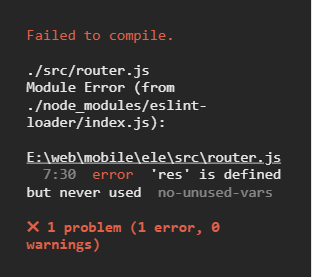 Failed to compile.
./src/router.js
Module Error (from
./node_modules/eslint-
loader/index.js):
E:\web\mobile\ele\src\router.js
7:30  error  'res' is defined
but never used  no-unused-vars
✖ 1 problem (1 error, 0
warnings)